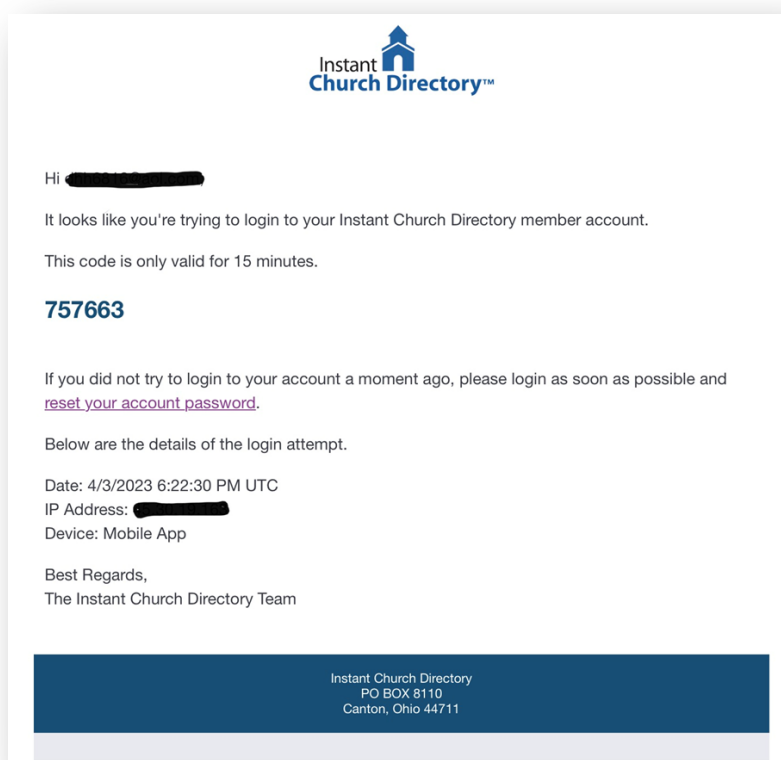 Instant
Church Directory™
Hi
It looks like you're trying to login to your Instant Church Directory member account.
This code is only valid for 15 minutes.
757663
If you did not try to login to your account a moment ago, please login as soon as possible and
reset your account password.
Below are the details of the login attempt.
Date: 4/3/2023 6:22:30 PM UTC
IP Address:
Device: Mobile App
Best Regards,
The Instant Church Directory Team
Instant Church Directory
PO BOX 8110
Canton, Ohio 44711